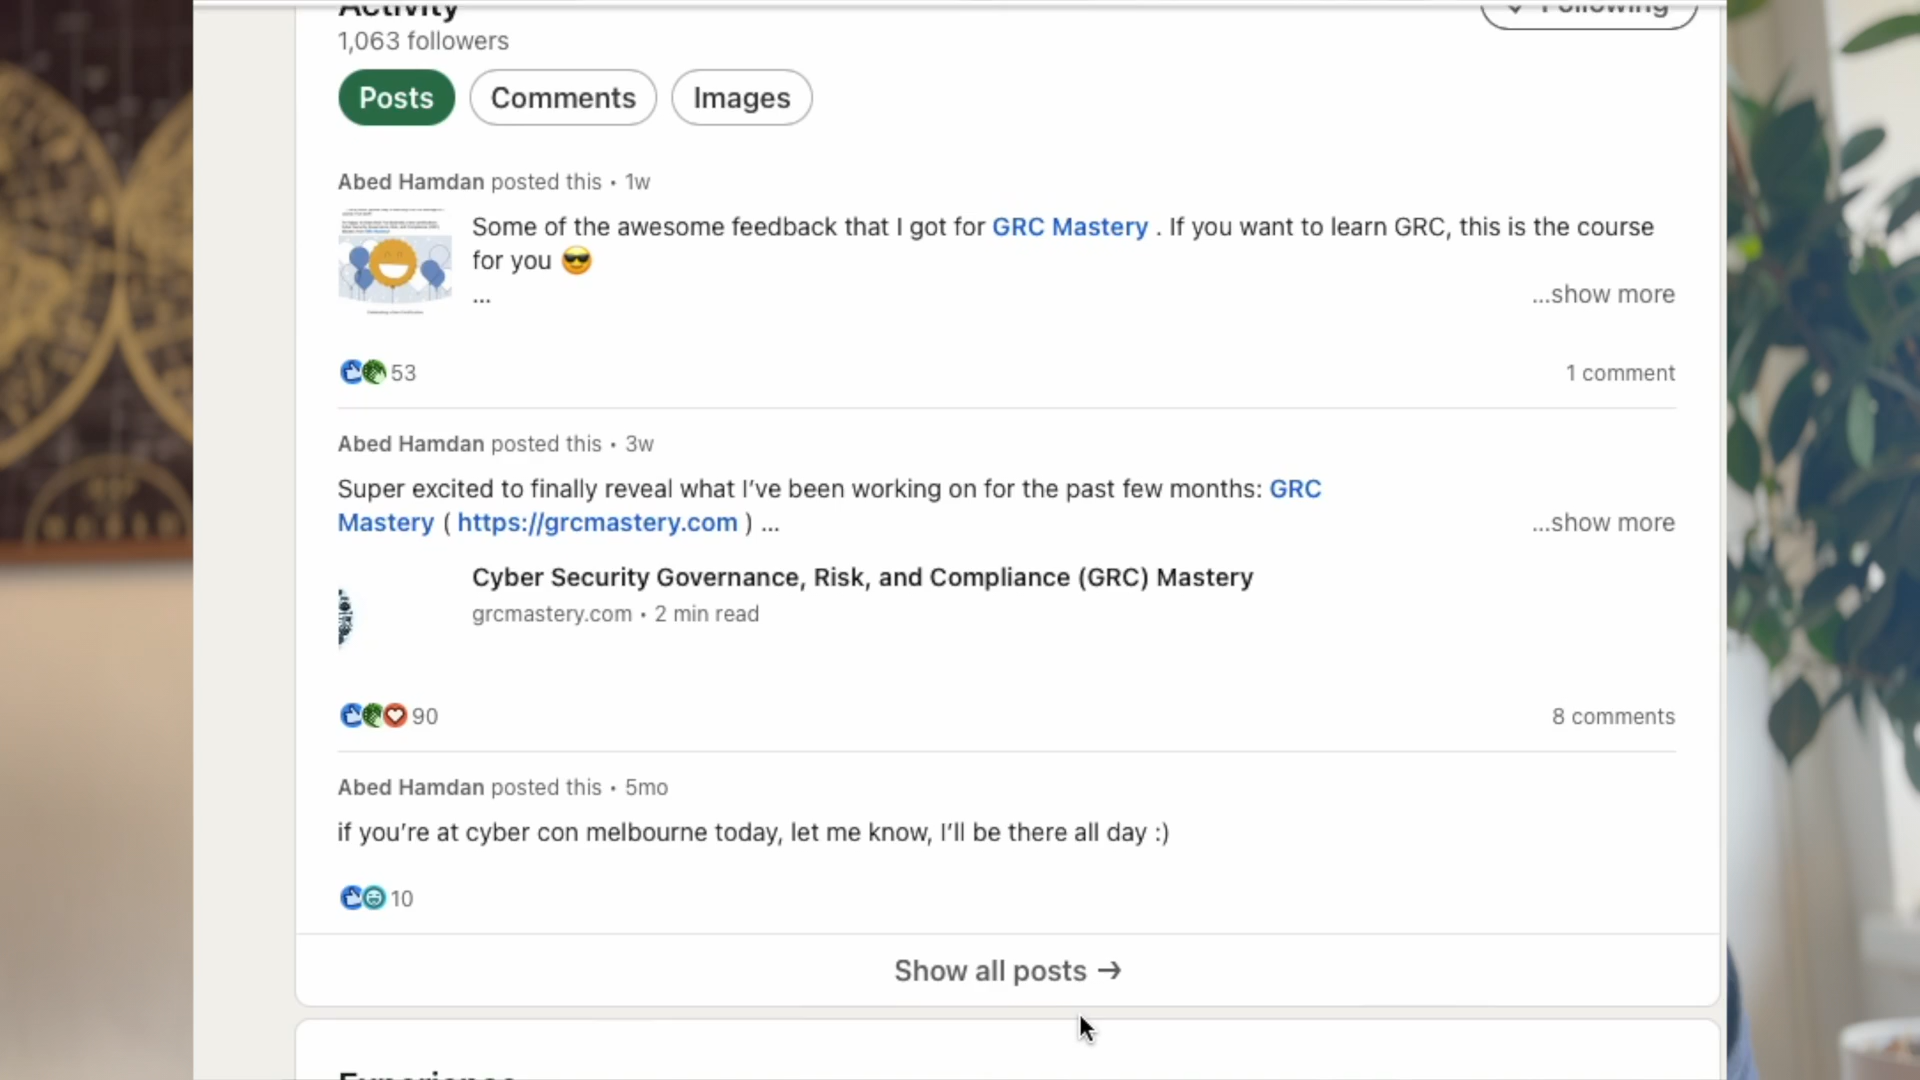 Activity
Following
1,063 followers
Posts
Comments
Images
Abed Hamdan posted this • 1w
Some of the awesome feedback that I got for GRC Mastery . If you want to learn GRC, this is the course
for you 😎
...
...show more
53
1 comment
Abed Hamdan posted this • 3w
Super excited to finally reveal what I’ve been working on for the past few months: GRC
Mastery ( https://grcmastery.com ) ...
...show more
Cyber Security Governance, Risk, and Compliance (GRC) Mastery
grcmastery.com • 2 min read
90
8 comments
Abed Hamdan posted this • 5mo
if you’re at cyber con melbourne today, let me know, I’ll be there all day :)
10
Show all posts →
Experience